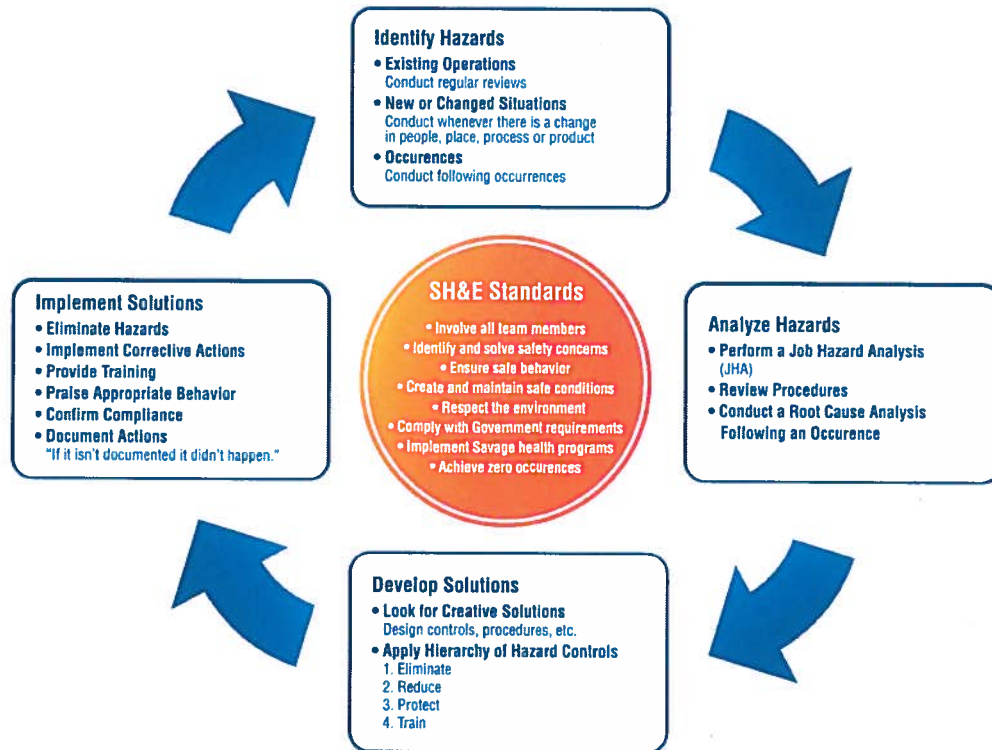 Identify Hazards
• Existing Operations
Conduct regular reviews
• New or Changed Situations
Conduct whenever there is a change
in people, place, process or product
• Occurences
Conduct following occurrences
Analyze Hazards
• Perform a Job Hazard Analysis
(JHA)
• Review Procedures
• Conduct a Root Cause Analysis
Following an Occurence
Develop Solutions
• Look for Creative Solutions
Design controls, procedures, etc.
• Apply Hierarchy of Hazard Controls
1. Eliminate
2. Reduce
3. Protect
4. Train
Implement Solutions
• Eliminate Hazards
• Implement Corrective Actions
• Provide Training
• Praise Appropriate Behavior
• Confirm Compliance
• Document Actions
"If it isn't documented it didn't happen."
SH&E Standards
• Involve all team members
• Identify and solve safety concerns
• Ensure safe behavior
• Create and maintain safe conditions
• Respect the environment
• Comply with Government requirements
• Implement Savage health programs
• Achieve zero occurences